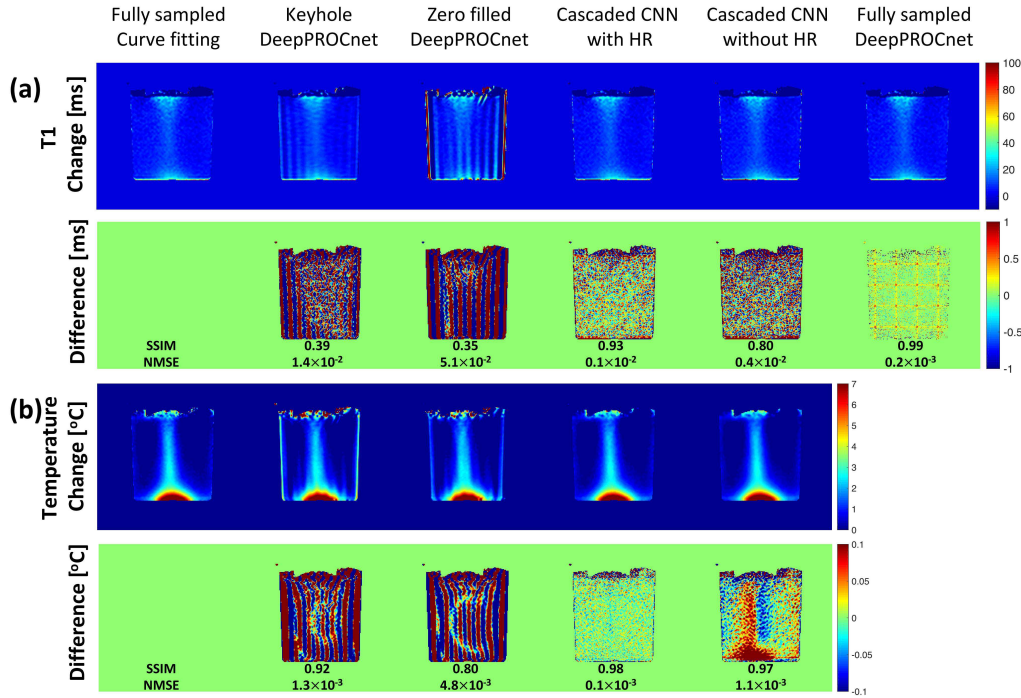 Fully sampled Curve fitting
Keyhole DeepPROCnet
Zero filled DeepPROCnet
Cascaded CNN with HR
Cascaded CNN without HR
Fully sampled DeepPROCnet
(a)
T1 Change [ms]
100
80
60
40
20
0
Difference [ms]
1
0.5
0
-0.5
-1
SSIM 0.39 0.35 0.93 0.80 0.99
NMSE 1.4×10⁻² 5.1×10⁻² 0.1×10⁻² 0.4×10⁻² 0.2×10⁻³
(b)
Temperature Change [°C]
7
6
5
4
3
2
1
0
Difference [°C]
0.1
0.05
0
-0.05
-0.1
SSIM 0.92 0.80 0.98 0.97
NMSE 1.3×10⁻³ 4.8×10⁻³ 0.1×10⁻³ 1.1×10⁻³